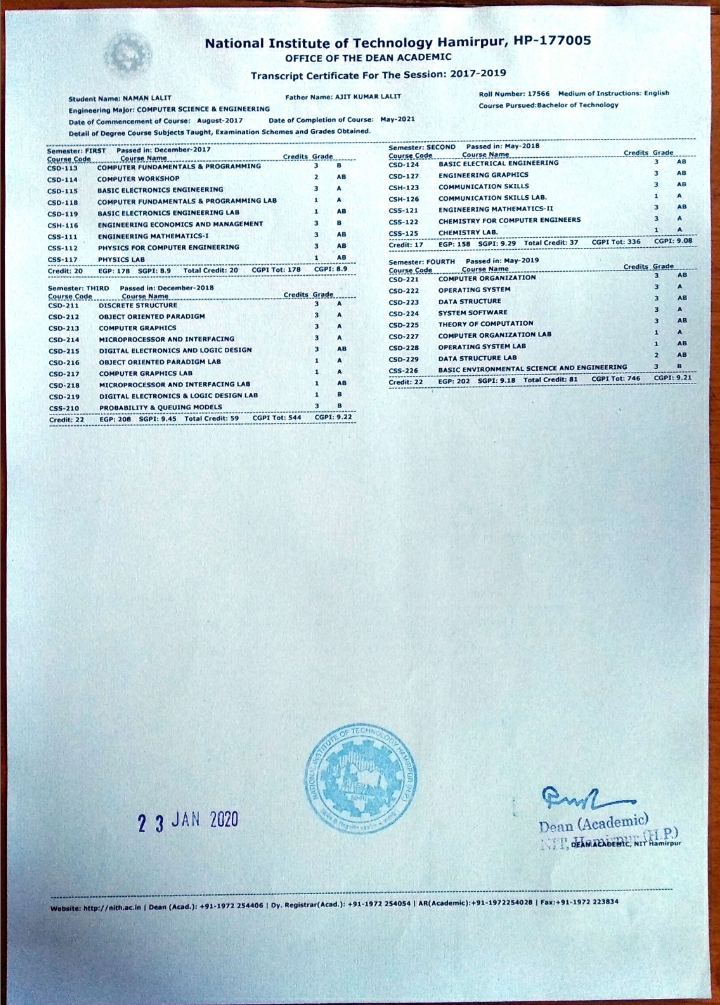 National Institute of Technology Hamirpur, HP-177005
OFFICE OF THE DEAN ACADEMIC
Transcript Certificate For The Session: 2017-2019
Student Name: NAMAN LALIT Father Name: AJIT KUMAR LALIT Roll Number: 17566 Medium of Instructions: English
Engineering Major: COMPUTER SCIENCE & ENGINEERING Course Pursued:Bachelor of Technology
Date of Commencement of Course: August-2017 Date of Completion of Course: May-2021
Detail of Degree Course Subjects Taught, Examination Schemes and Grades Obtained.
Semester: FIRST Passed in: December-2017
Course Code Course Name Credits Grade
CSD-113 COMPUTER FUNDAMENTALS & PROGRAMMING 3 B
CSD-114 COMPUTER WORKSHOP 2 AB
CSD-115 BASIC ELECTRONICS ENGINEERING 3 A
CSD-118 COMPUTER FUNDAMENTALS & PROGRAMMING LAB 1 A
CSD-119 BASIC ELECTRONICS ENGINEERING LAB 1 AB
CSH-116 ENGINEERING ECONOMICS AND MANAGEMENT 3 B
CSS-111 ENGINEERING MATHEMATICS-I 3 AB
CSS-112 PHYSICS FOR COMPUTER ENGINEERING 3 AB
CSS-117 PHYSICS LAB 1 AB
Credit: 20 EGP: 178 SGPI: 8.9 Total Credit: 20 CGPI Tot: 178 CGPI: 8.9
Semester: SECOND Passed in: May-2018
Course Code Course Name Credits Grade
CSD-124 BASIC ELECTRICAL ENGINEERING 3 AB
CSD-127 ENGINEERING GRAPHICS 3 AB
CSH-123 COMMUNICATION SKILLS 3 AB
CSH-126 COMMUNICATION SKILLS LAB. 1 A
CSS-121 ENGINEERING MATHEMATICS-II 3 AB
CSS-122 CHEMISTRY FOR COMPUTER ENGINEERS 3 A
CSS-125 CHEMISTRY LAB. 1 A
Credit: 17 EGP: 158 SGPI: 9.29 Total Credit: 37 CGPI Tot: 336 CGPI: 9.08
Semester: THIRD Passed in: December-2018
Course Code Course Name Credits Grade
CSD-211 DISCRETE STRUCTURE 3 A
CSD-212 OBJECT ORIENTED PARADIGM 3 A
CSD-213 COMPUTER GRAPHICS 3 A
CSD-214 MICROPROCESSOR AND INTERFACING 3 A
CSD-215 DIGITAL ELECTRONICS AND LOGIC DESIGN 3 AB
CSD-216 OBJECT ORIENTED PARADIGM LAB 1 A
CSD-217 COMPUTER GRAPHICS LAB 1 A
CSD-218 MICROPROCESSOR AND INTERFACING LAB 1 AB
CSD-219 DIGITAL ELECTRONICS & LOGIC DESIGN LAB 1 B
CSS-210 PROBABILITY & QUEUING MODELS 3 B
Credit: 22 EGP: 208 SGPI: 9.45 Total Credit: 59 CGPI Tot: 544 CGPI: 9.22
Semester: FOURTH Passed in: May-2019
Course Code Course Name Credits Grade
CSD-221 COMPUTER ORGANIZATION 3 AB
CSD-222 OPERATING SYSTEM 3 A
CSD-223 DATA STRUCTURE 3 AB
CSD-224 SYSTEM SOFTWARE 3 A
CSD-225 THEORY OF COMPUTATION 3 AB
CSD-227 COMPUTER ORGANIZATION LAB 1 A
CSD-228 OPERATING SYSTEM LAB 1 AB
CSD-229 DATA STRUCTURE LAB 2 AB
CSS-226 BASIC ENVIRONMENTAL SCIENCE AND ENGINEERING 3 B
Credit: 22 EGP: 202 SGPI: 9.18 Total Credit: 81 CGPI Tot: 746 CGPI: 9.21
NATIONAL INSTITUTE OF TECHNOLOGY HAMIRPUR (H.P.)
23 JAN 2020
Dean (Academic)
NIT, Hamirpur (H.P.)
DEAN ACADEMIC, NIT Hamirpur
Website: http://nith.ac.in | Dean (Acad.): +91-1972 254406 | Dy. Registrar(Acad.): +91-1972 254054 | AR(Academic):+91-1972254028 | Fax:+91-1972 223834